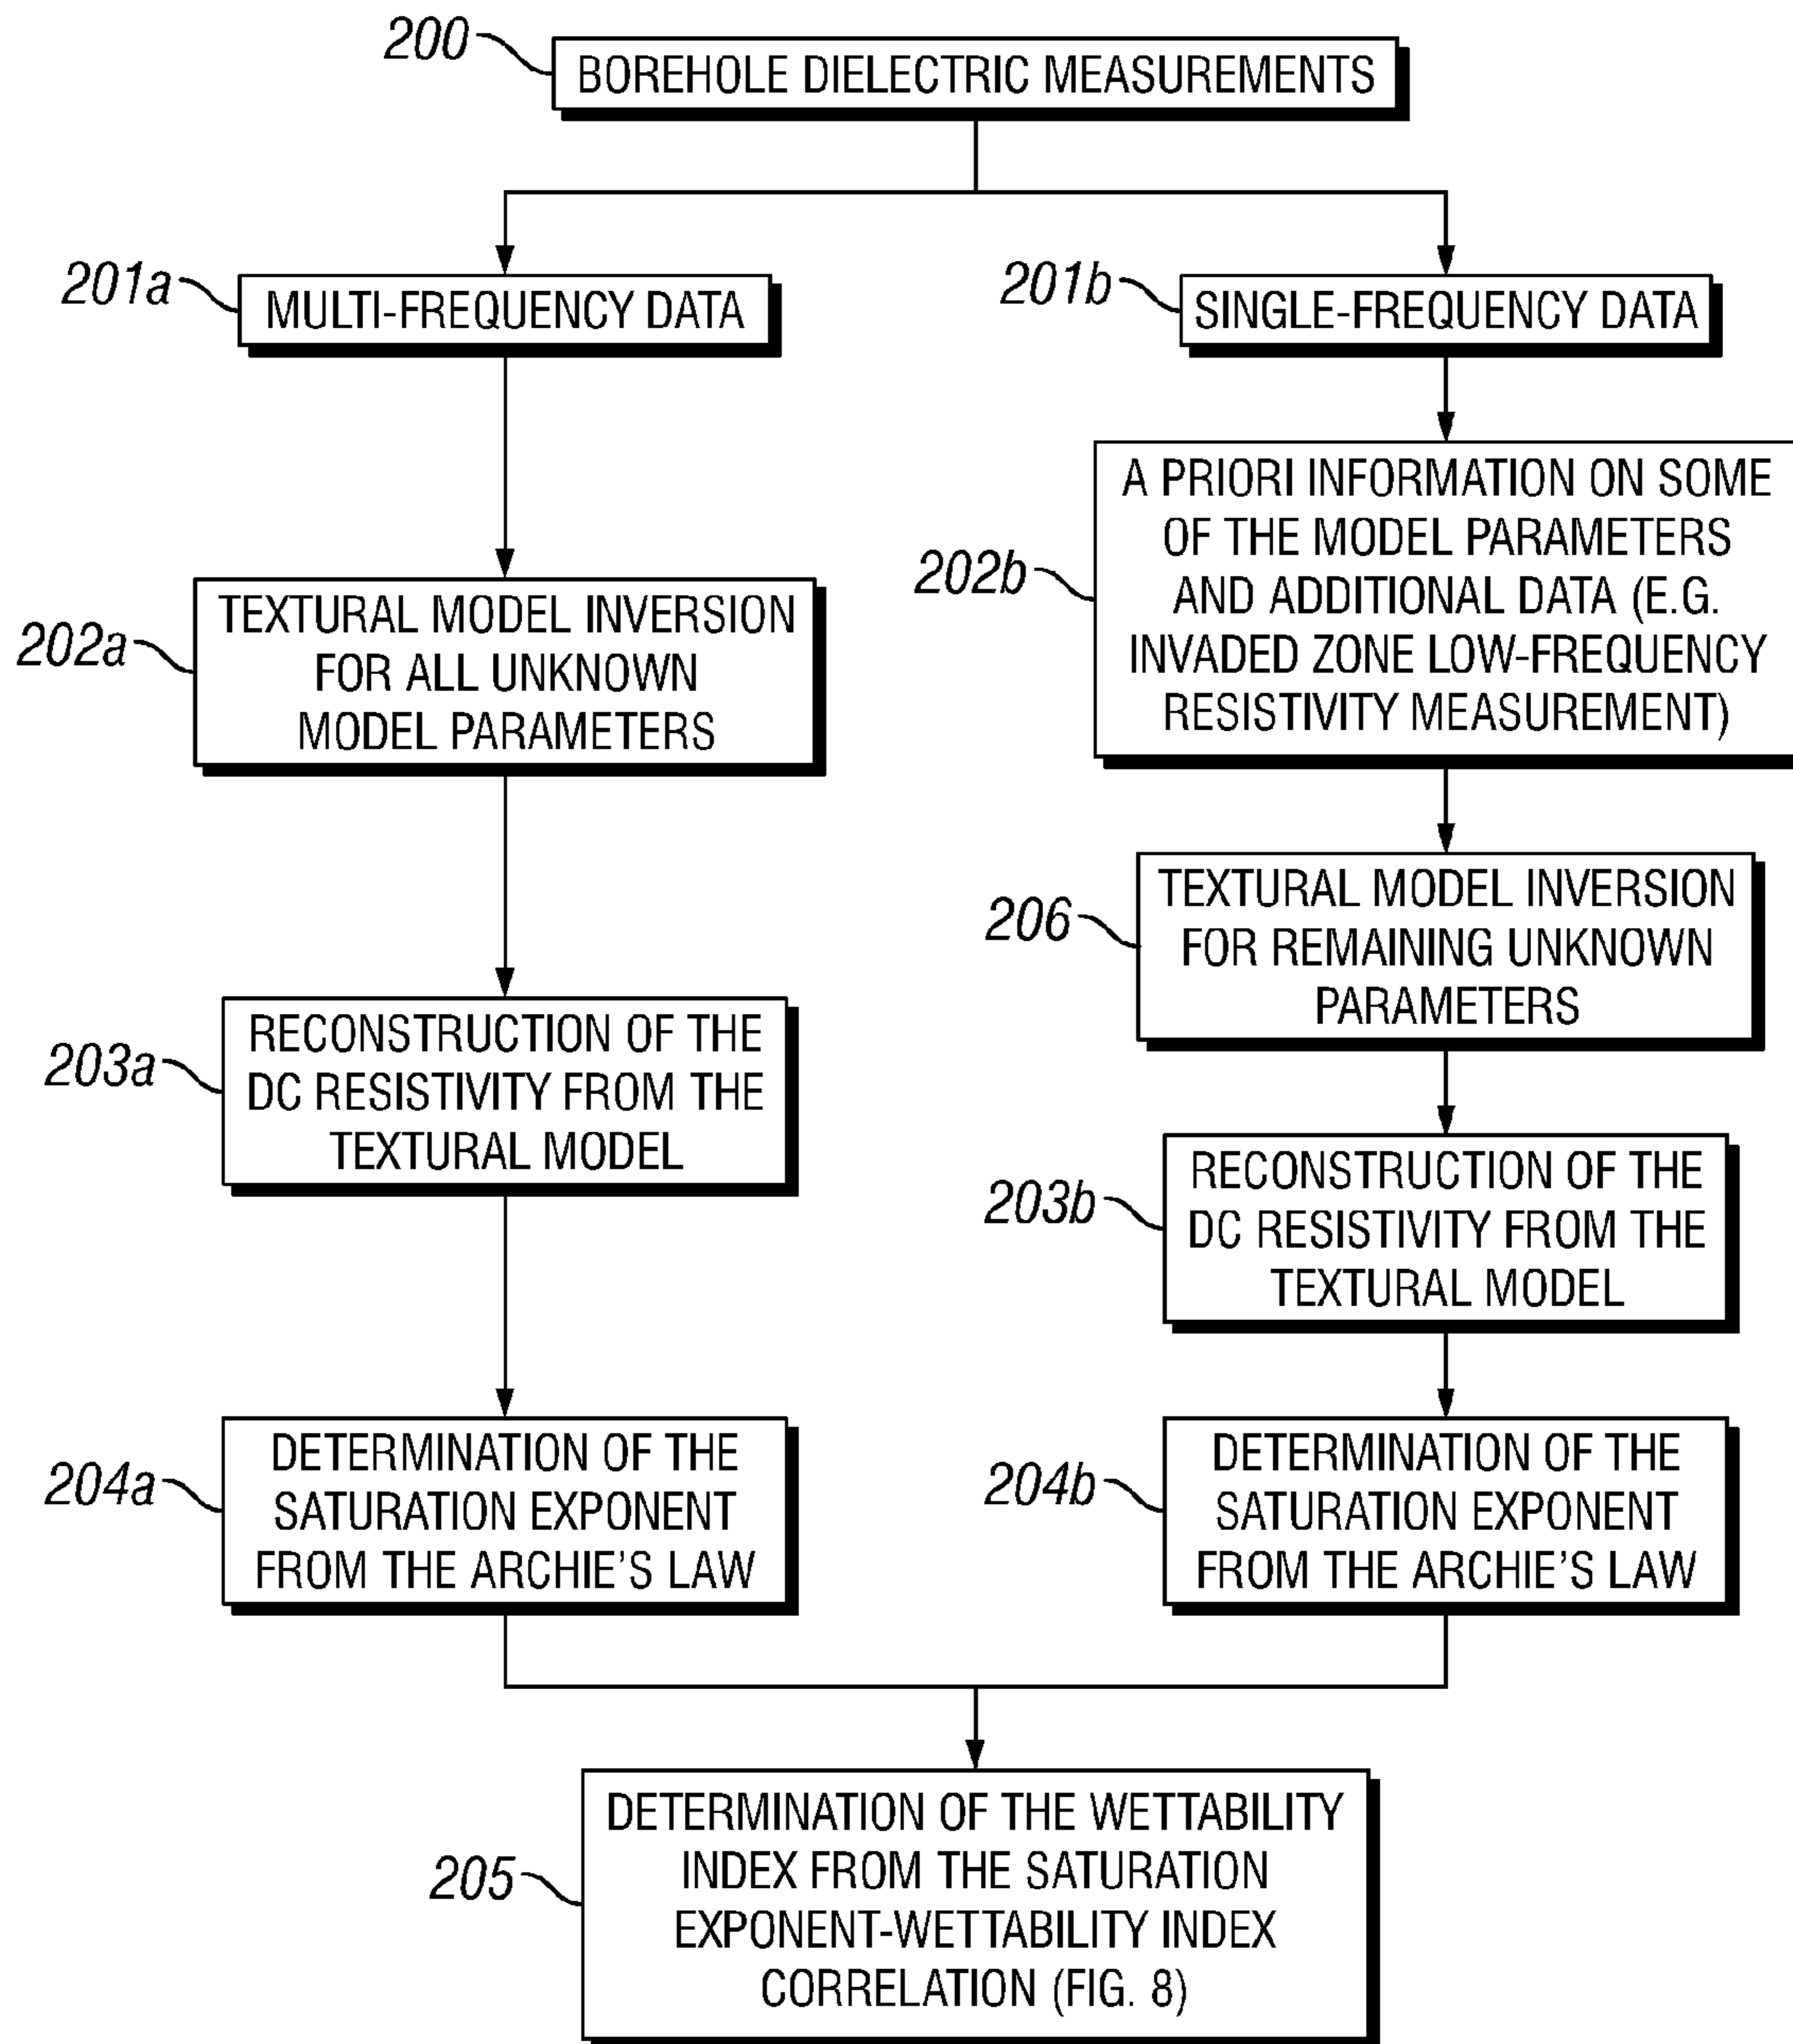 200
BOREHOLE DIELECTRIC MEASUREMENTS
201a
MULTI-FREQUENCY DATA
201b
SINGLE-FREQUENCY DATA
202a
TEXTURAL MODEL INVERSION
FOR ALL UNKNOWN
MODEL PARAMETERS
202b
A PRIORI INFORMATION ON SOME
OF THE MODEL PARAMETERS
AND ADDITIONAL DATA (E.G.
INVADED ZONE LOW-FREQUENCY
RESISTIVITY MEASUREMENT)
206
TEXTURAL MODEL INVERSION
FOR REMAINING UNKNOWN
PARAMETERS
203a
RECONSTRUCTION OF THE
DC RESISTIVITY FROM THE
TEXTURAL MODEL
203b
RECONSTRUCTION OF THE
DC RESISTIVITY FROM THE
TEXTURAL MODEL
204a
DETERMINATION OF THE
SATURATION EXPONENT
FROM THE ARCHIE'S LAW
204b
DETERMINATION OF THE
SATURATION EXPONENT
FROM THE ARCHIE'S LAW
205
DETERMINATION OF THE WETTABILITY
INDEX FROM THE SATURATION
EXPONENT-WETTABILITY INDEX
CORRELATION (FIG. 8)